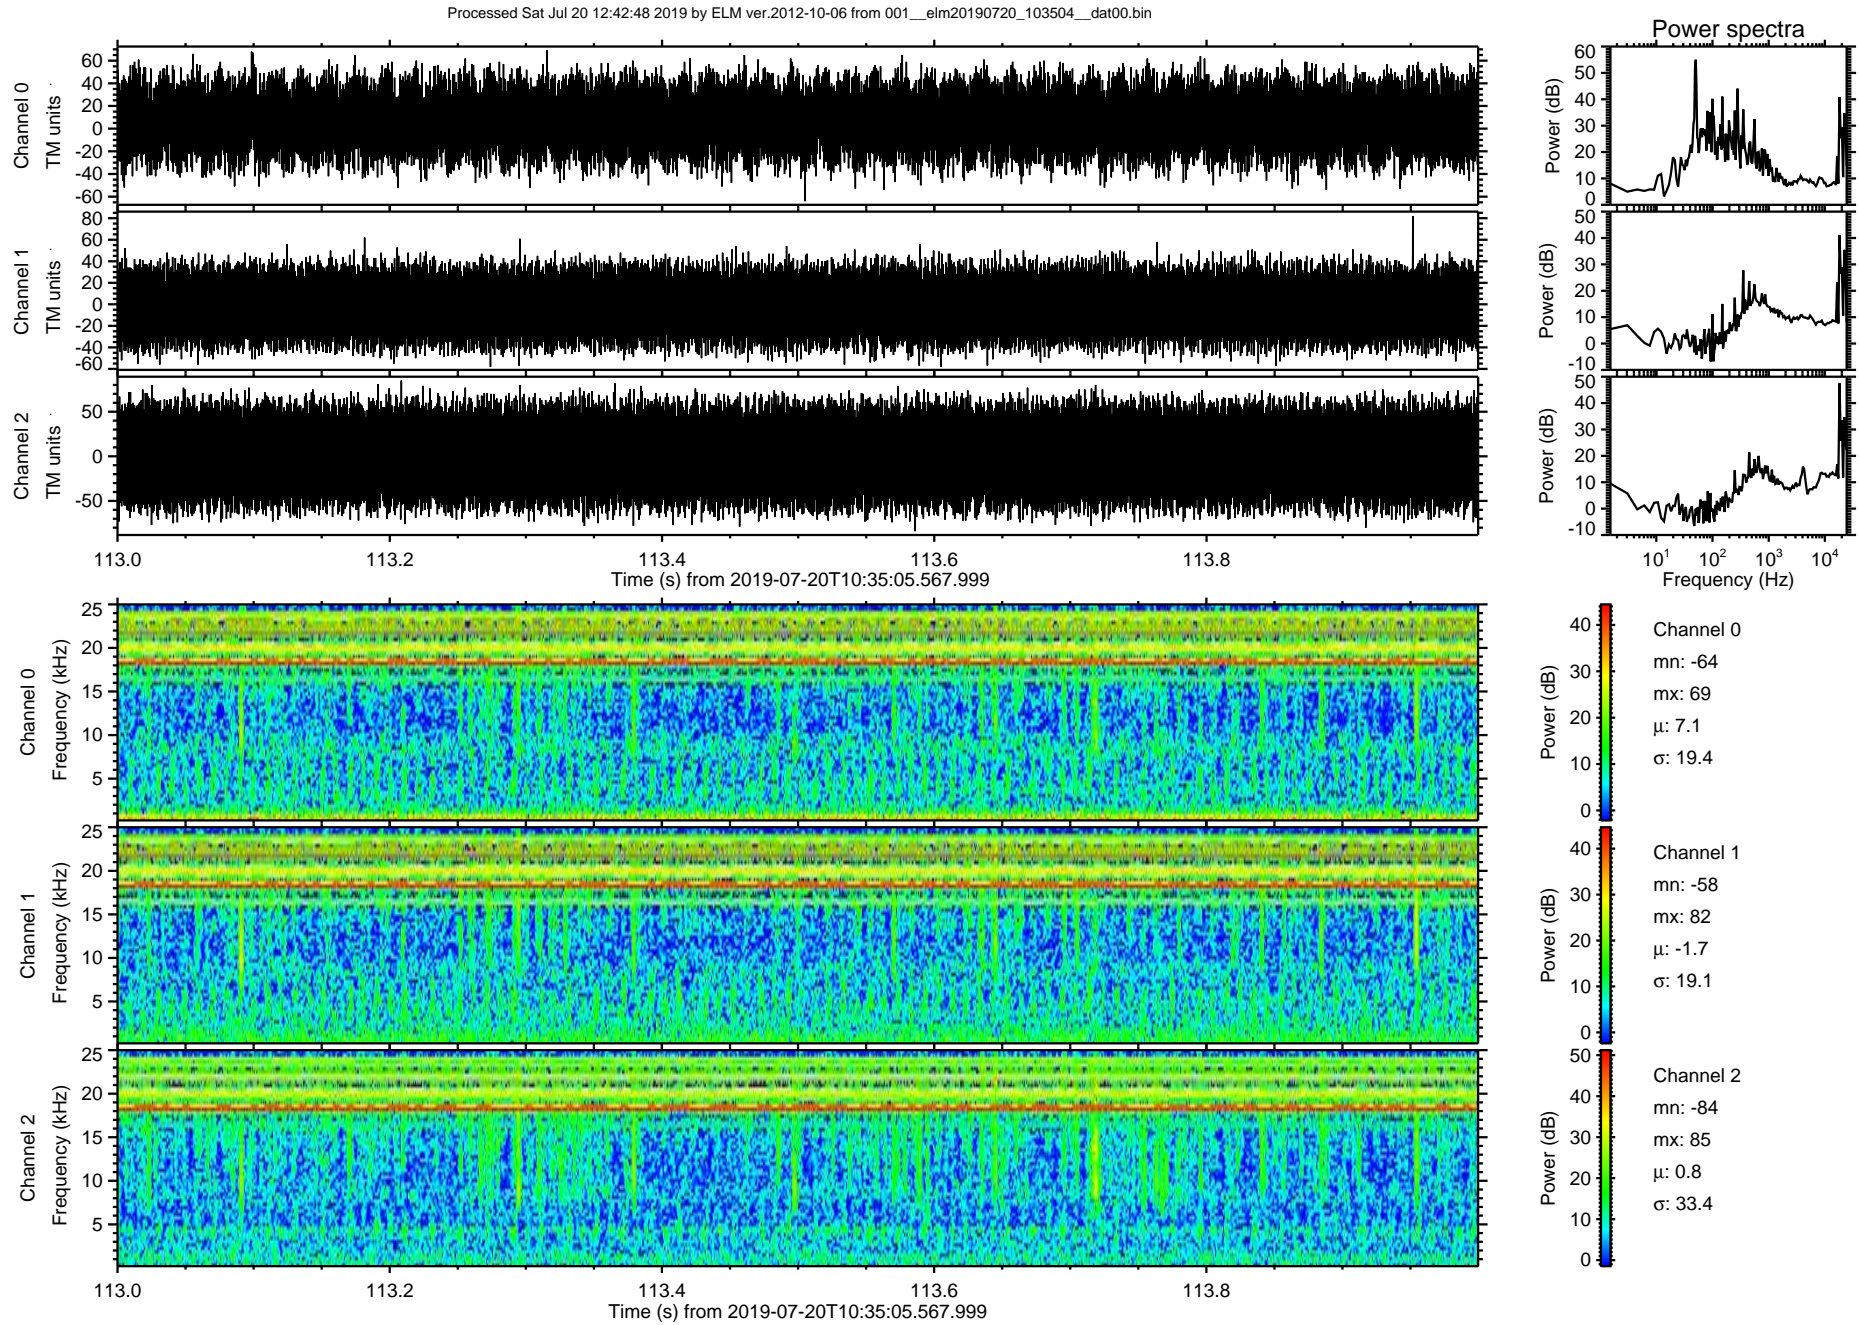 Processed Sat Jul 20 12:42:48 2019 by ELM ver.2012-10-06 from 001__elm20190720_103504__dat00.bin
Power spectra
Channel 0
TM units
60
40
20
0
-20
-40
-60
Power (dB)
60
50
40
30
20
10
0
Channel 1
TM units
80
60
40
20
0
-20
-40
-60
Power (dB)
50
40
30
20
10
0
-10
Channel 2
TM units
50
0
-50
Power (dB)
50
40
30
20
10
0
-10
113.0 113.2 113.4 113.6 113.8
Time (s) from 2019-07-20T10:35:05.567.999
10^1 10^2 10^3 10^4
Frequency (Hz)
Channel 0
Frequency (kHz)
25
20
15
10
5
Power (dB)
40
30
20
10
0
Channel 0
mn: -64
mx: 69
μ: 7.1
σ: 19.4
Channel 1
Frequency (kHz)
25
20
15
10
5
Power (dB)
40
30
20
10
0
Channel 1
mn: -58
mx: 82
μ: -1.7
σ: 19.1
Channel 2
Frequency (kHz)
25
20
15
10
5
Power (dB)
50
40
30
20
10
0
Channel 2
mn: -84
mx: 85
μ: 0.8
σ: 33.4
113.0 113.2 113.4 113.6 113.8
Time (s) from 2019-07-20T10:35:05.567.999